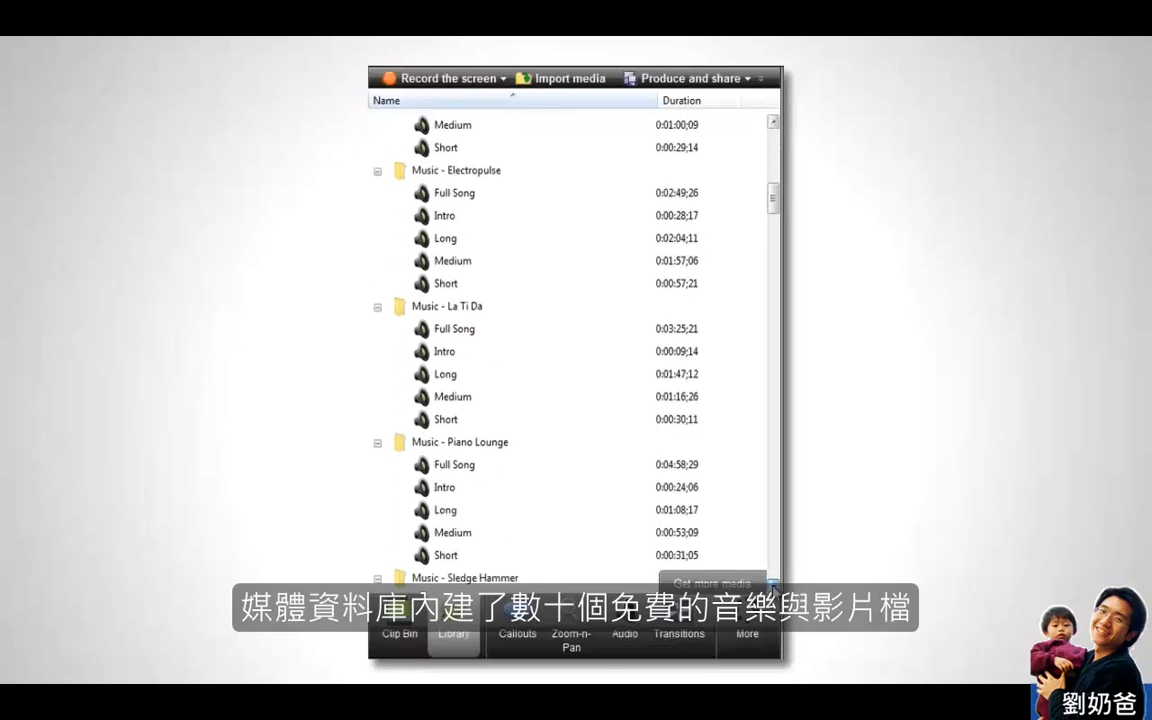 Record the screen Import media Produce and share
Name Duration
Medium 0:01:00;09
Short 0:00:29;14
Music - Electropulse
Full Song 0:02:49;26
Intro 0:00:28;17
Long 0:02:04;11
Medium 0:01:57;06
Short 0:00:57;21
Music - La Ti Da
Full Song 0:03:25;21
Intro 0:00:09;14
Long 0:01:47;12
Medium 0:01:16;26
Short 0:00:30;11
Music - Piano Lounge
Full Song 0:04:58;29
Intro 0:00:24;06
Long 0:01:08;17
Medium 0:00:53;09
Short 0:00:31;05
Music - Sledge Hammer
Get more media
媒體資料庫內建了數十個免費的音樂與影片檔
Clip Bin Library Callouts Zoom-n-Pan Audio Transitions More
劉奶爸